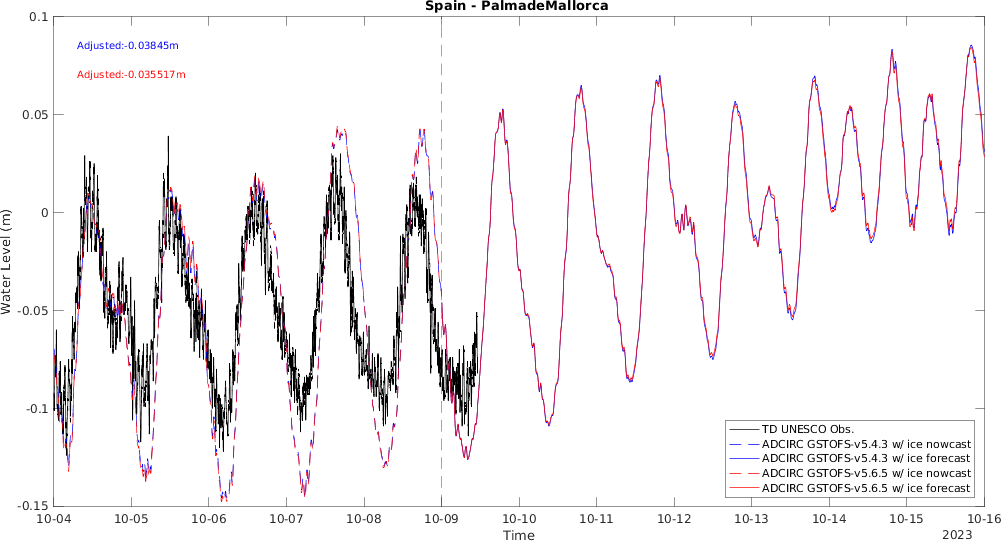 Spain - PalmadeMallorca
Adjusted:-0.03845m
Adjusted:-0.035517m
Water Level (m)
0.1
0.05
0
-0.05
-0.1
-0.15
TD UNESCO Obs.
ADCIRC GSTOFS-v5.4.3 w/ ice nowcast
ADCIRC GSTOFS-v5.4.3 w/ ice forecast
ADCIRC GSTOFS-v5.6.5 w/ ice nowcast
ADCIRC GSTOFS-v5.6.5 w/ ice forecast
10-04 10-05 10-06 10-07 10-08 10-09 10-10 10-11 10-12 10-13 10-14 10-15 10-16
Time
2023